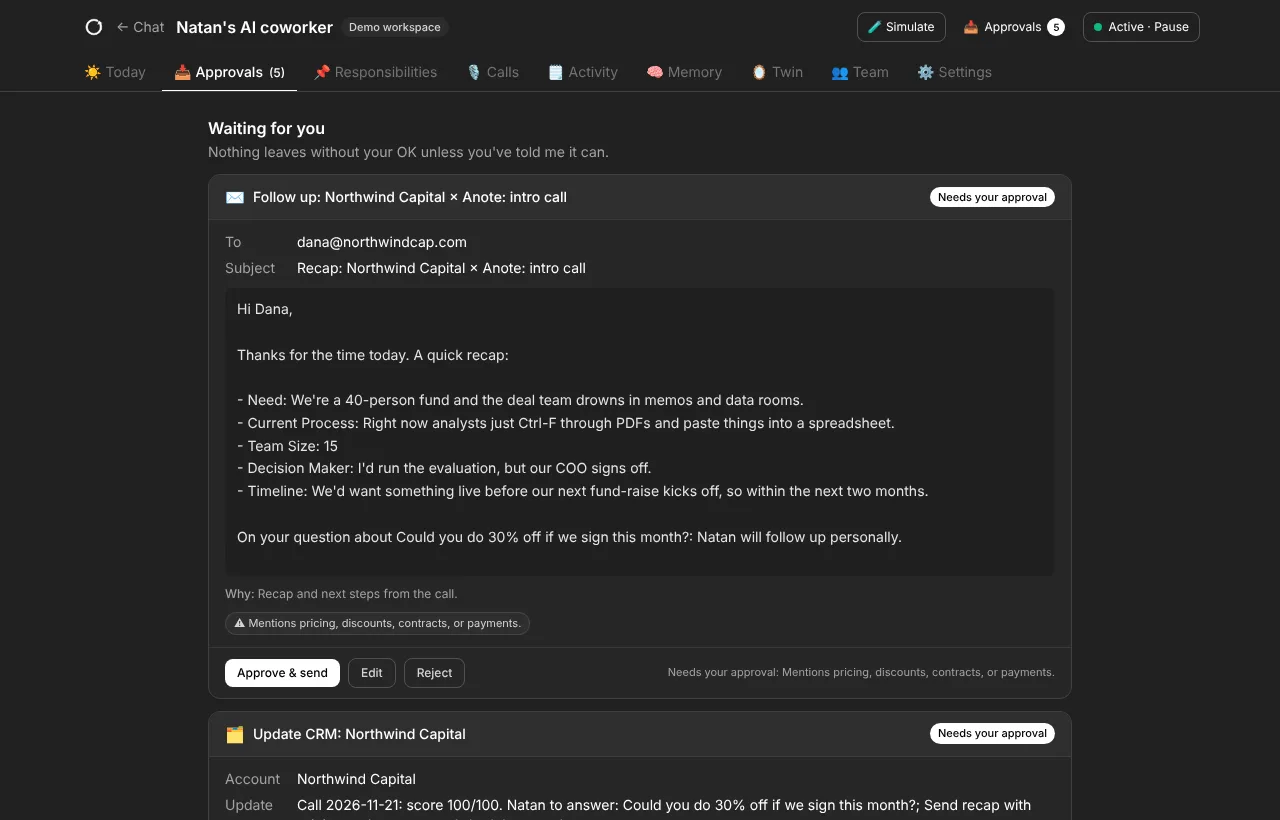 ← Chat Natan's AI coworker Demo workspace Simulate Approvals 5 Active · Pause
Today Approvals (5) Responsibilities Calls Activity Memory Twin Team Settings
Waiting for you
Nothing leaves without your OK unless you've told me it can.
Follow up: Northwind Capital × Anote: intro call Needs your approval
To dana@northwindcap.com
Subject Recap: Northwind Capital × Anote: intro call
Hi Dana,
Thanks for the time today. A quick recap:
- Need: We're a 40-person fund and the deal team drowns in memos and data rooms.
- Current Process: Right now analysts just Ctrl-F through PDFs and paste things into a spreadsheet.
- Team Size: 15
- Decision Maker: I'd run the evaluation, but our COO signs off.
- Timeline: We'd want something live before our next fund-raise kicks off, so within the next two months.
On your question about Could you do 30% off if we sign this month?: Natan will follow up personally.
Why: Recap and next steps from the call.
⚠ Mentions pricing, discounts, contracts, or payments.
Approve & send Edit Reject Needs your approval: Mentions pricing, discounts, contracts, or payments.
Update CRM: Northwind Capital Needs your approval
Account Northwind Capital
Update Call 2026-11-21: score 100/100. Natan to answer: Could you do 30% off if we sign this month?; Send recap with